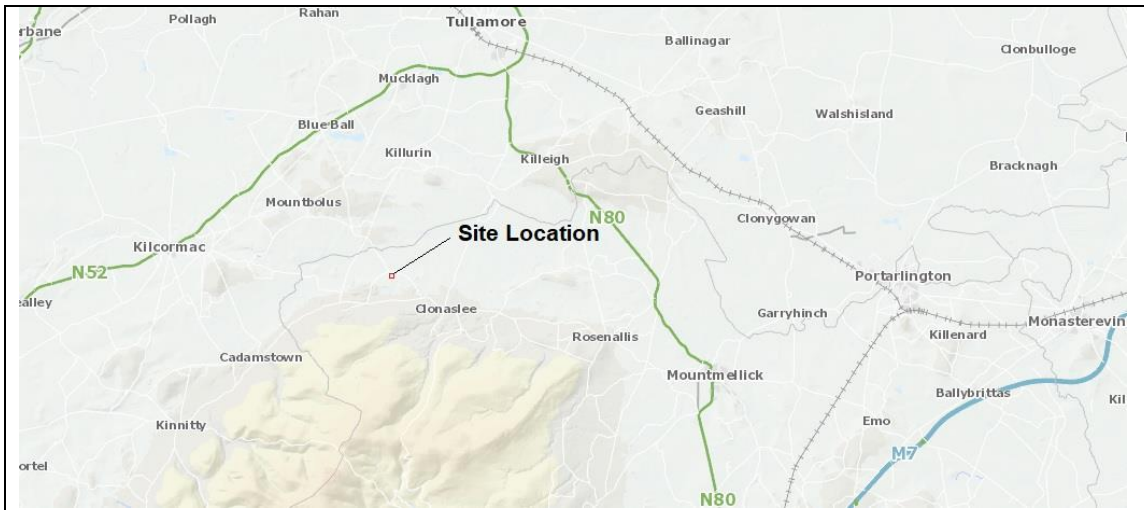 Pollagh
Rahan
Tullamore
erbane
Ballinagar
Clonbulloge
Mucklagh
Geashill
Walshisland
Blue Ball
Killurin
Killeigh
Bracknagh
Mountbolus
N80
Clonygowan
Site Location
Kilcormac
N52
Portarlington
ealley
Clonaslee
Garryhinch
Monasterevin
Rosenallis
Killenard
Cadamstown
Mountmellick
Ballybrittas
Kil
Kinnitty
Emo
M7
ortel
N80